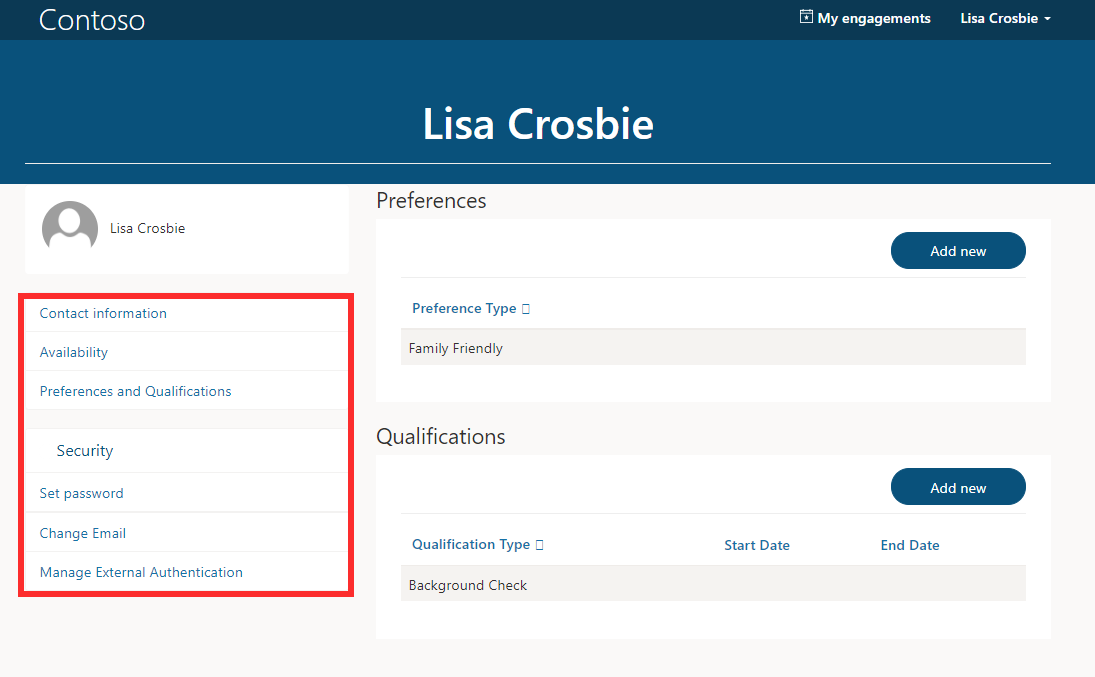 Contoso
My engagements
Lisa Crosbie
Lisa Crosbie
Lisa Crosbie
Contact information
Availability
Preferences and Qualifications
Security
Set password
Change Email
Manage External Authentication
Preferences
Add new
Preference Type
Family Friendly
Qualifications
Add new
Qualification Type Start Date End Date
Background Check